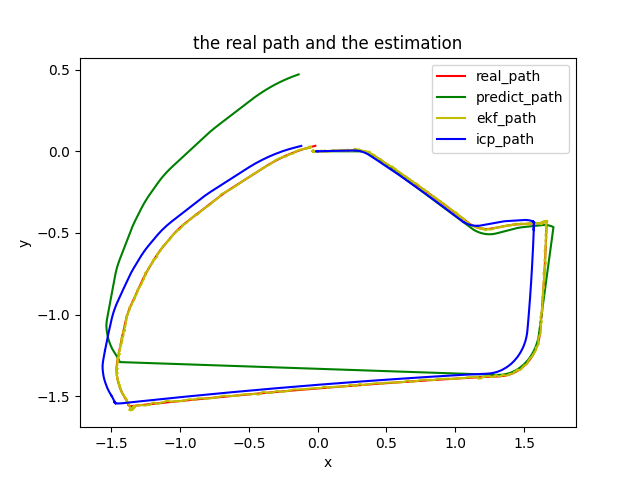 the real path and the estimation
real_path
predict_path
ekf_path
icp_path
0.5
0.0
−0.5
−1.0
−1.5
y
−1.5 −1.0 −0.5 0.0 0.5 1.0 1.5
x